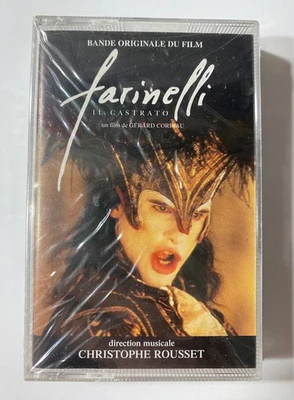 BANDE ORIGINALE DU FILM
farinelli
IL CASTRATO
un film de GÉRARD CORBIAU
direction musicale
CHRISTOPHE ROUSSET